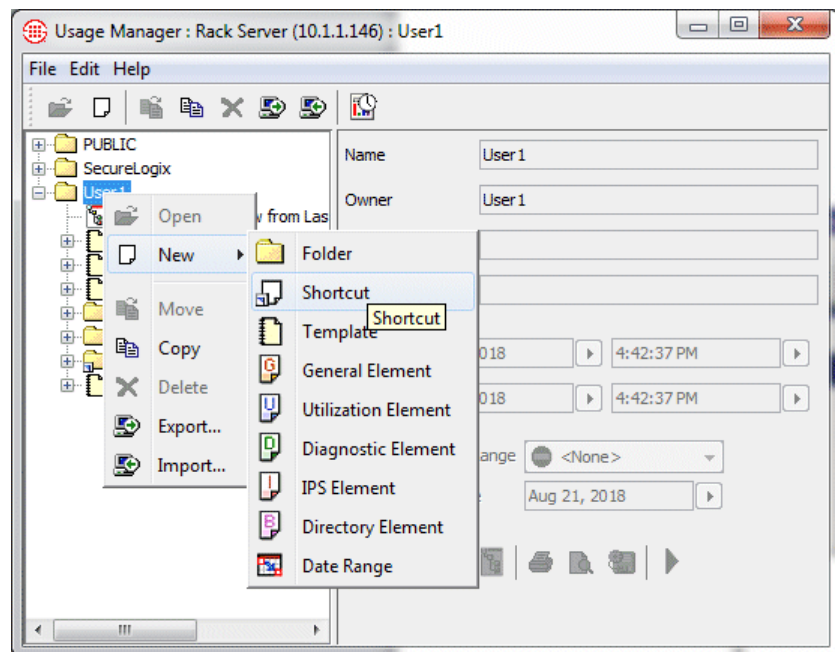 Usage Manager : Rack Server (10.1.1.146) : User1
File Edit Help
PUBLIC
SecureLogix
User1
v from Las
Open
New
Move
Copy
Delete
Export...
Import...
Folder
Shortcut
Shortcut
Template
General Element
Utilization Element
Diagnostic Element
IPS Element
Directory Element
Date Range
Name
User1
Owner
User1
018
4:42:37 PM
018
4:42:37 PM
ange
<None>
Aug 21, 2018